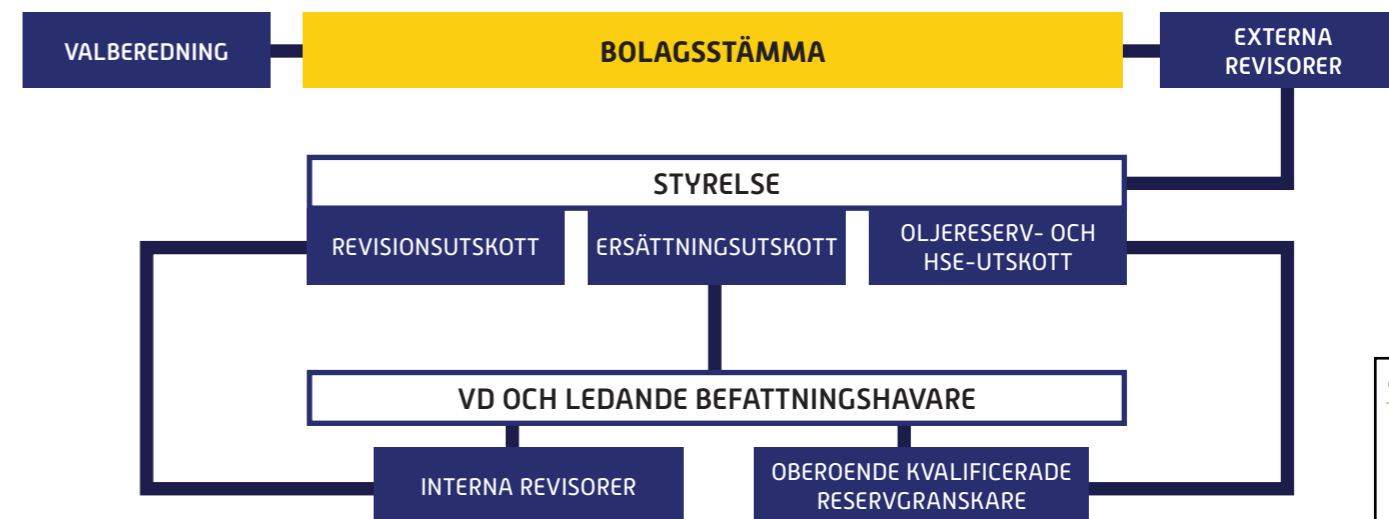 VALBEREDNING
BOLAGSSTÄMMA
EXTERNA
REVISORER
STYRELSE
REVISIONSUTSKOTT
ERSÄTTNINGSUTSKOTT
OLJERESERV- OCH
HSE-UTSKOTT
VD OCH LEDANDE BEFATTNINGSHAVARE
INTERNA REVISORER
OBEROENDE KVALIFICERADE
RESERVGRANSKARE